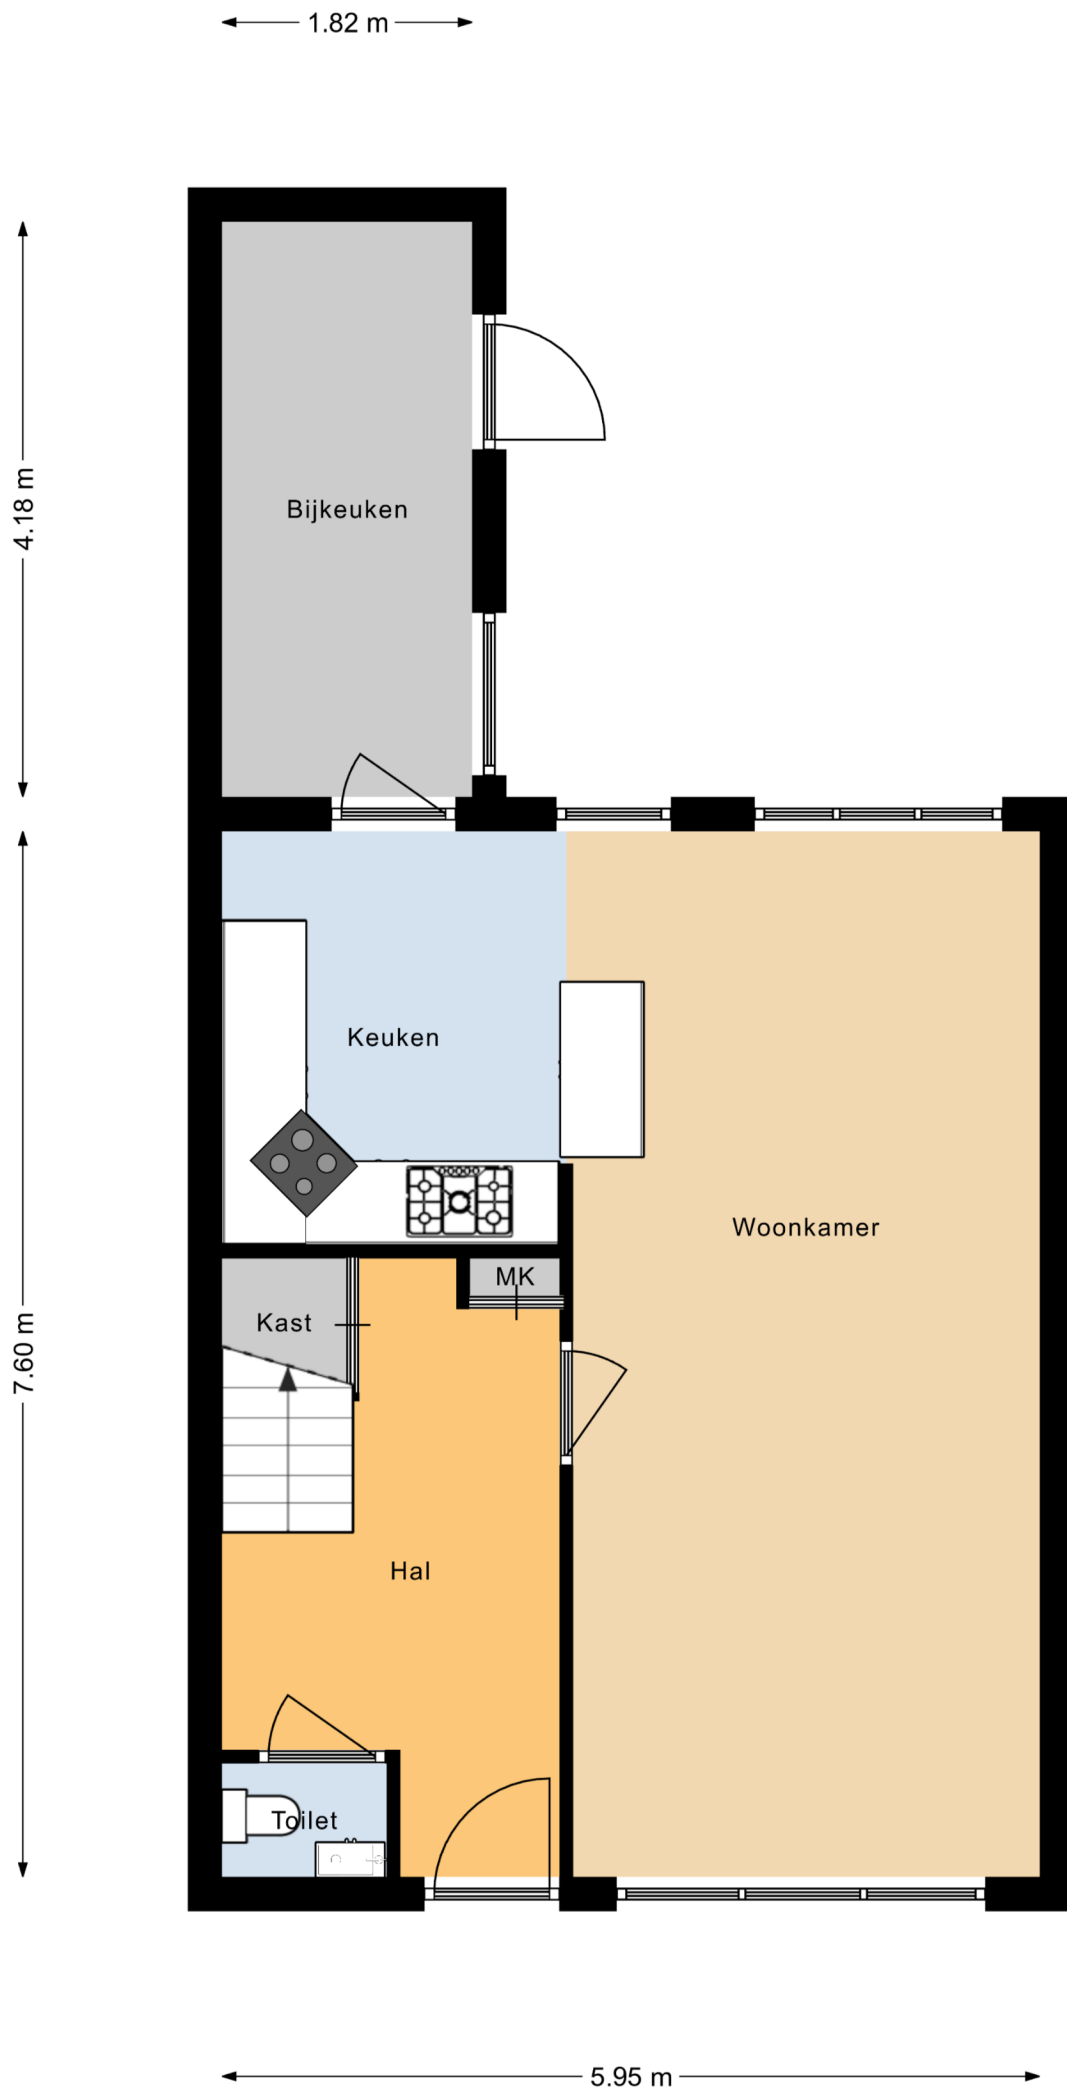 1.82 m
4.18 m
Bijkeuken
Keuken
Woonkamer
MK
Kast
7.60 m
Hal
Toilet
5.95 m